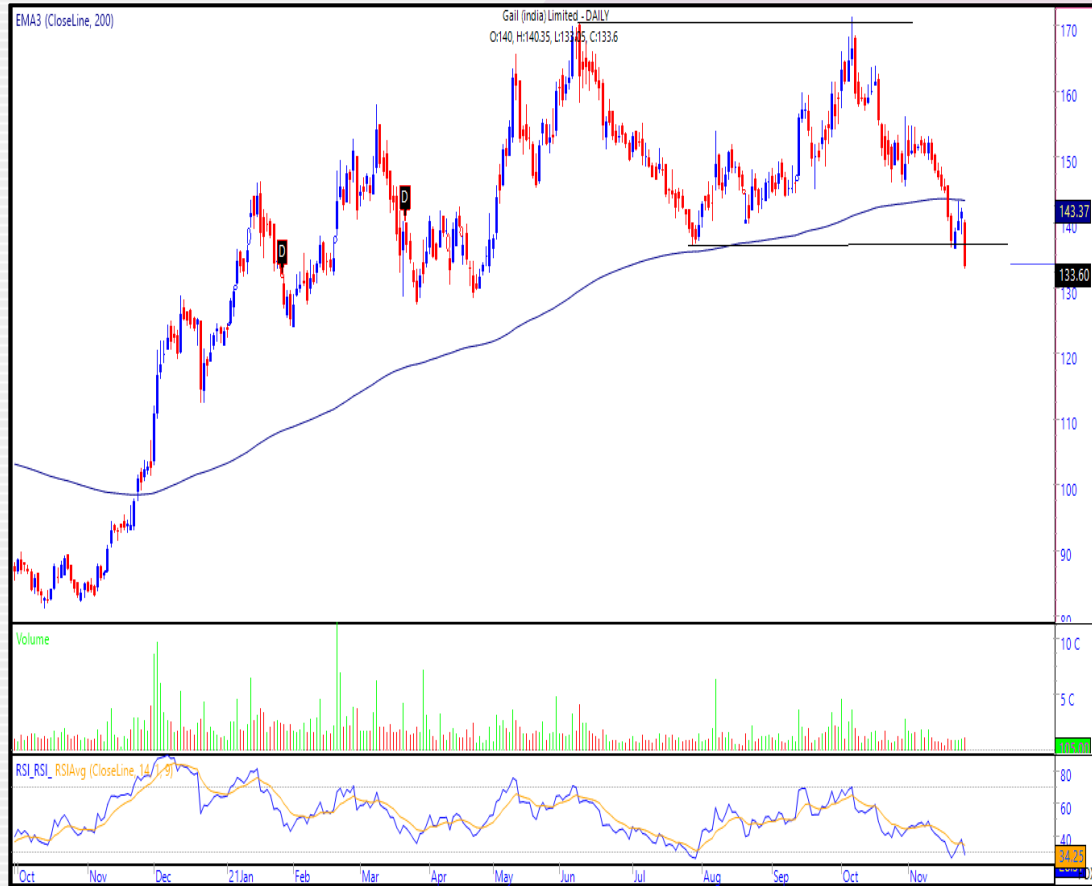 EMA3 (CloseLine, 200)
Gail (india) Limited - DAILY
O:140, H:140.35, C:133.6
170
160
150
143.37
140
133.60
130
120
110
100
90
80
D
D
Volume
10 C
5 C
RSI_RSI_ RSIAvg (CloseLine, 14, 1, 9)
80
60
40
34.25
Oct Nov Dec 21Jan Feb Mar Apr May Jun Jul Aug Sep Oct Nov